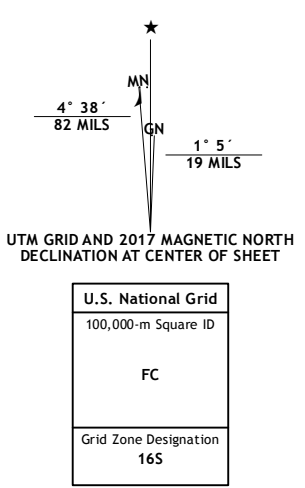 ★
MN
GN
4° 38´
82 MILS
1° 5´
19 MILS
UTM GRID AND 2017 MAGNETIC NORTH
DECLINATION AT CENTER OF SHEET
U.S. National Grid
100,000-m Square ID
FC
Grid Zone Designation
16S